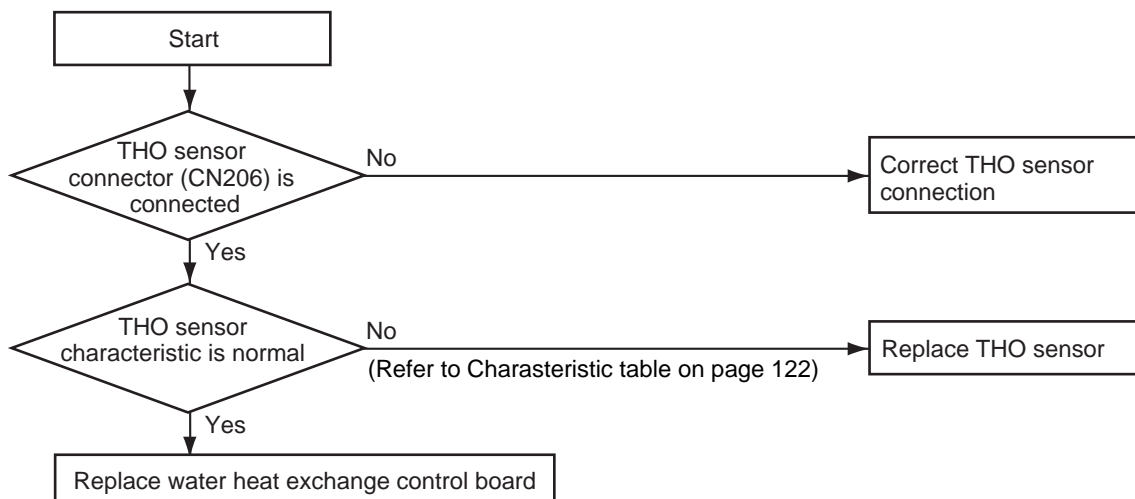 Start
THO sensor
connector (CN206) is
connected
No
Correct THO sensor
connection
Yes
THO sensor
characteristic is normal
No
(Refer to Charasteristic table on page 122)
Replace THO sensor
Yes
Replace water heat exchange control board